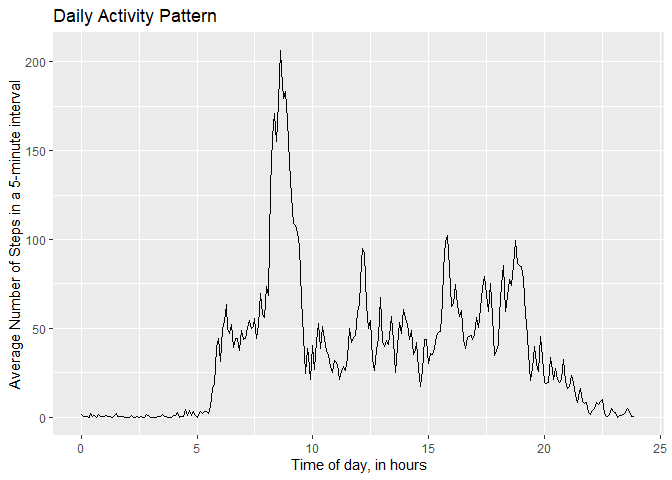 Daily Activity Pattern
Average Number of Steps in a 5-minute interval
200
150
100
50
0
0 5 10 15 20 25
Time of day, in hours